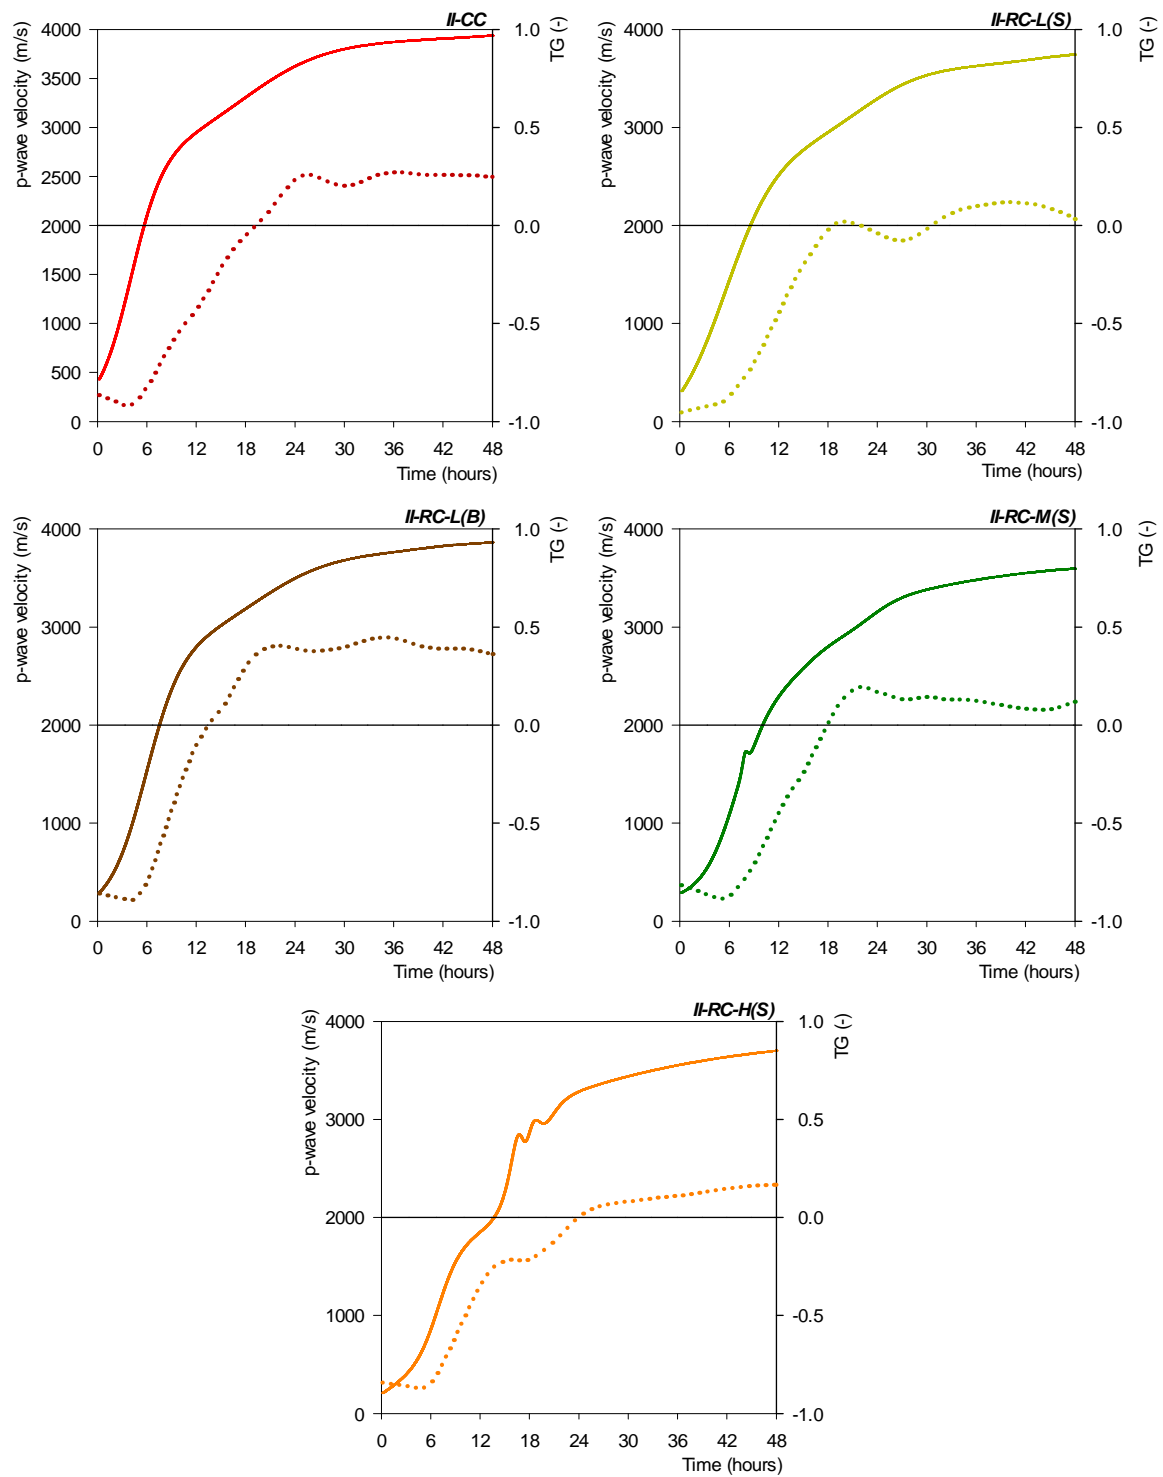 II-CC
p-wave velocity (m/s)
TG (-)
4000
3500
3000
2500
2000
1500
1000
500
0
1.0
0.5
0.0
-0.5
-1.0
0 6 12 18 24 30 36 42 48
Time (hours)
II-RC-L(S)
p-wave velocity (m/s)
TG (-)
4000
3000
2000
1000
0
1.0
0.5
0.0
-0.5
-1.0
0 6 12 18 24 30 36 42 48
Time (hours)
II-RC-L(B)
p-wave velocity (m/s)
TG (-)
4000
3000
2000
1000
0
1.0
0.5
0.0
-0.5
-1.0
0 6 12 18 24 30 36 42 48
Time (hours)
II-RC-M(S)
p-wave velocity (m/s)
TG (-)
4000
3000
2000
1000
0
1.0
0.5
0.0
-0.5
-1.0
0 6 12 18 24 30 36 42 48
Time (hours)
II-RC-H(S)
p-wave velocity (m/s)
TG (-)
4000
3000
2000
1000
0
1.0
0.5
0.0
-0.5
-1.0
0 6 12 18 24 30 36 42 48
Time (hours)